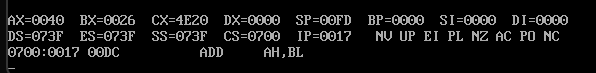 AX=0040 BX=0026 CX=4E20 DX=0000 SP=00FD BP=0000 SI=0000 DI=0000
DS=073F ES=073F SS=073F CS=0700 IP=0017 NV UP EI PL NZ AC PO NC
0700:0017 00DC ADD AH,BL
-